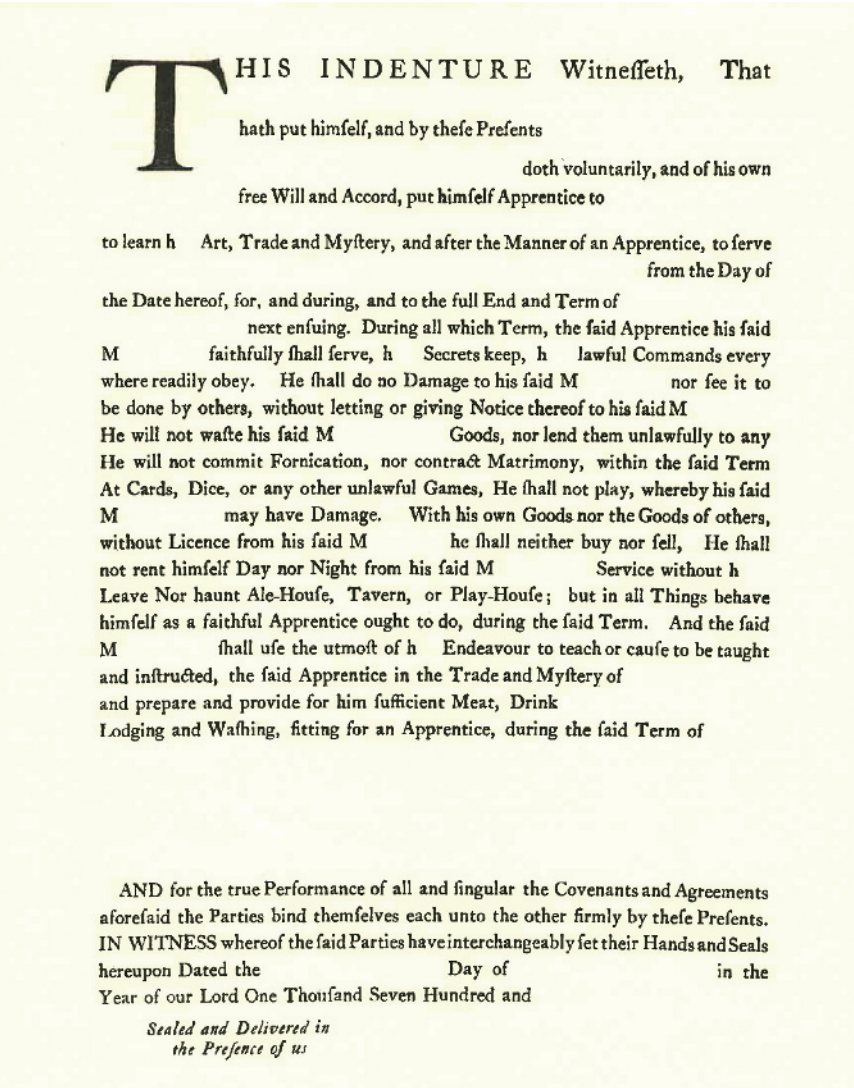 THIS INDENTURE Witneſſeth, That
hath put himſelf, and by theſe Preſents
doth voluntarily, and of his own
free Will and Accord, put himſelf Apprentice to
to learn h Art, Trade and Myſtery, and after the Manner of an Apprentice, to ſerve
from the Day of
the Date hereof, for, and during, and to the full End and Term of
next enſuing. During all which Term, the ſaid Apprentice his ſaid
M faithfully ſhall ſerve, h Secrets keep, h lawful Commands every
where readily obey. He ſhall do no Damage to his ſaid M nor ſee it to
be done by others, without letting or giving Notice thereof to his ſaid M
He will not waſte his ſaid M Goods, nor lend them unlawfully to any
He will not commit Fornication, nor contract Matrimony, within the ſaid Term
At Cards, Dice, or any other unlawful Games, He ſhall not play, whereby his ſaid
M may have Damage. With his own Goods nor the Goods of others,
without Licence from his ſaid M he ſhall neither buy nor ſell, He ſhall
not rent himſelf Day nor Night from his ſaid M Service without h
Leave Nor haunt Ale-Houſe, Tavern, or Play-Houſe; but in all Things behave
himſelf as a faithful Apprentice ought to do, during the ſaid Term. And the ſaid
M ſhall uſe the utmoſt of h Endeavour to teach or cauſe to be taught
and inſtructed, the ſaid Apprentice in the Trade and Myſtery of
and prepare and provide for him ſufficient Meat, Drink
Lodging and Waſhing, fitting for an Apprentice, during the ſaid Term of
AND for the true Performance of all and ſingular the Covenants and Agreements
aforeſaid the Parties bind themſelves each unto the other firmly by theſe Preſents.
IN WITNESS whereof the ſaid Parties have interchangeably ſet their Hands and Seals
hereupon Dated the Day of in the
Year of our Lord One Thouſand Seven Hundred and
Sealed and Delivered in
the Preſence of us